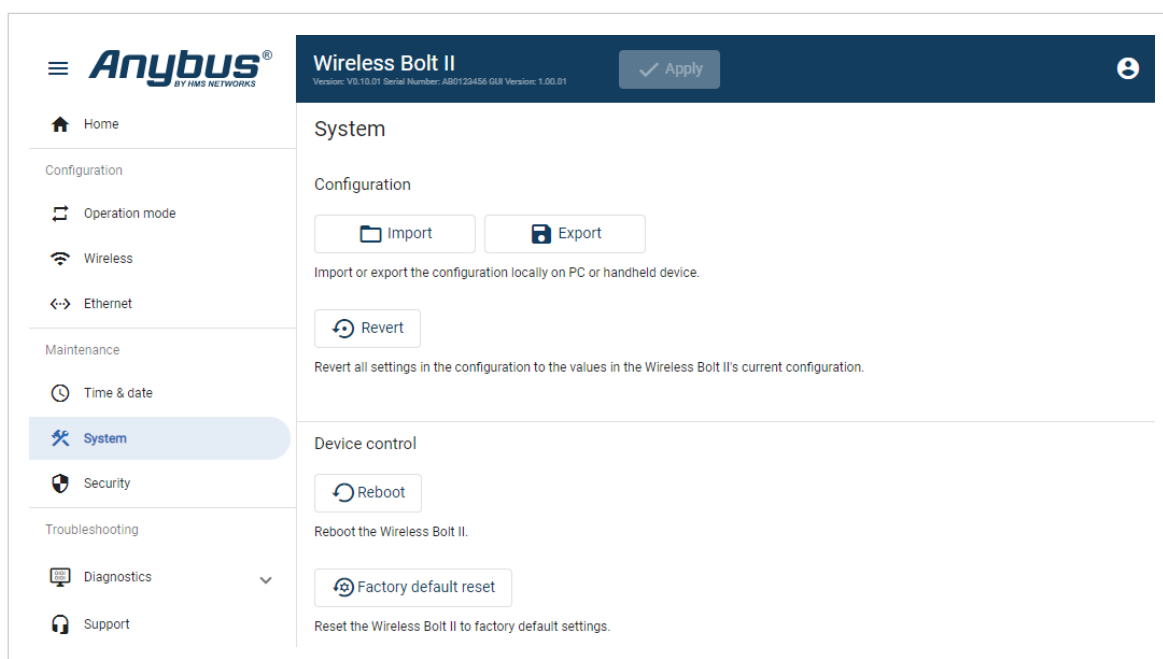 Anybus®
BY HMS NETWORKS
Wireless Bolt II
Version: V0.10.01 Serial Number: AB0123456 GUI Version: 1.00.01
Apply
Home
Configuration
Operation mode
Wireless
Ethernet
Maintenance
Time & date
System
Security
Troubleshooting
Diagnostics
Support
System
Configuration
Import
Export
Import or export the configuration locally on PC or handheld device.
Revert
Revert all settings in the configuration to the values in the Wireless Bolt II's current configuration.
Device control
Reboot
Reboot the Wireless Bolt II.
Factory default reset
Reset the Wireless Bolt II to factory default settings.